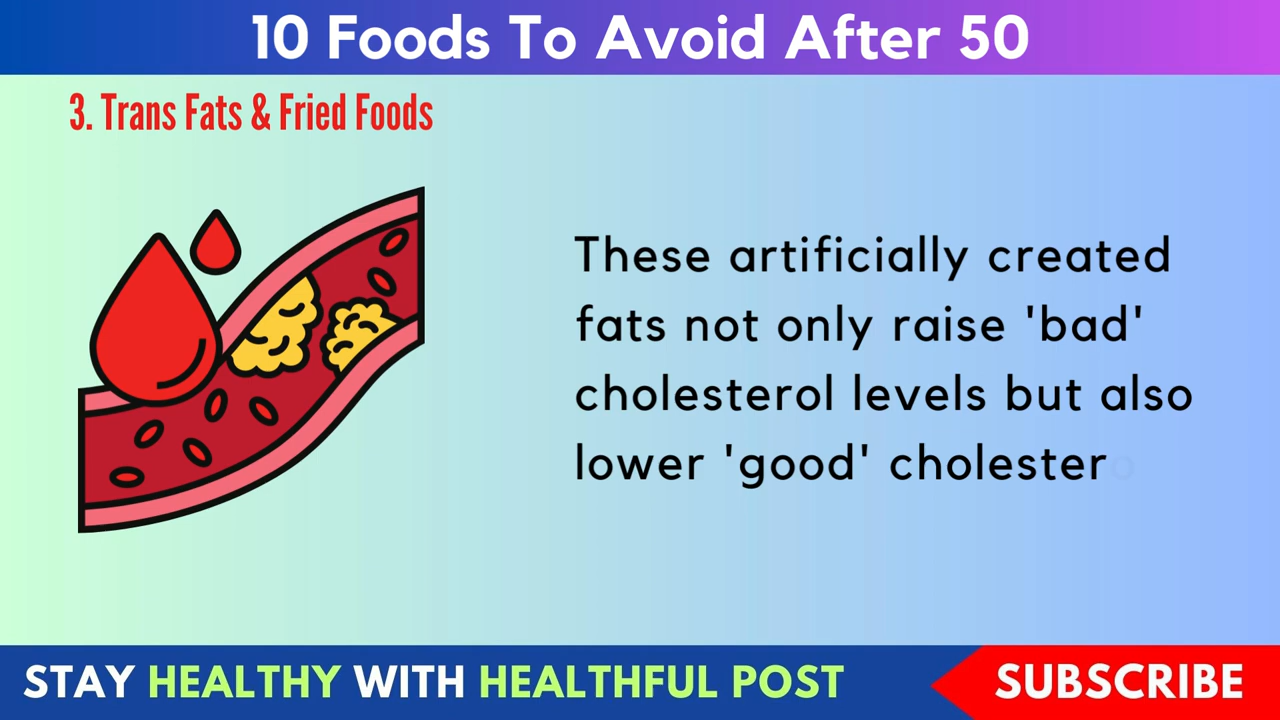 10 Foods To Avoid After 50
3. Trans Fats & Fried Foods
These artificially created
fats not only raise 'bad'
cholesterol levels but also
lower 'good' cholestero
STAY HEALTHY WITH HEALTHFUL POST
SUBSCRIBE